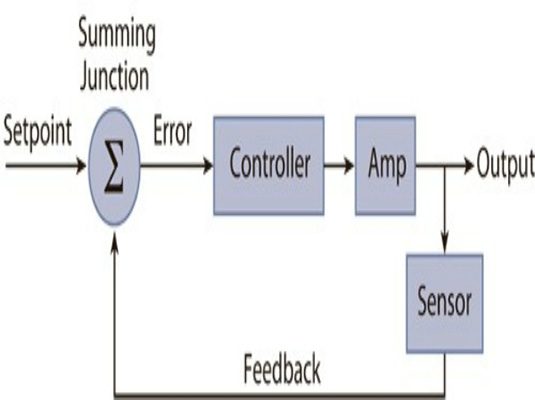 Summing
Junction
Setpoint
Error
Σ
Controller
Amp
Output
Sensor
Feedback